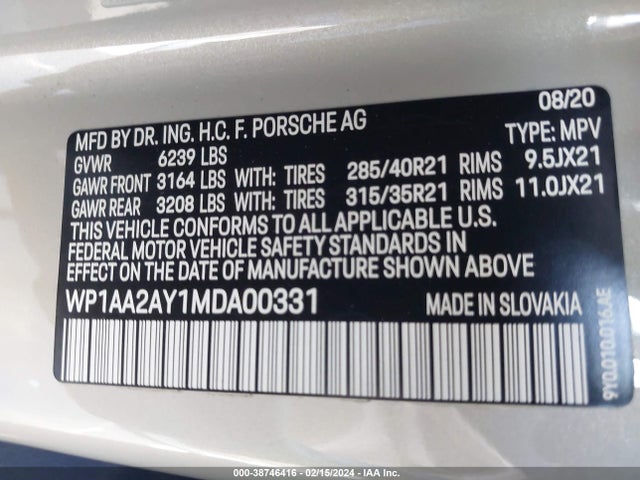 08/20
MFD BY DR. ING. H.C. F. PORSCHE AG TYPE: MPV
GVWR 6239 LBS
GAWR FRONT 3164 LBS WITH: TIRES 285/40R21 RIMS 9.5JX21
GAWR REAR 3208 LBS WITH: TIRES 315/35R21 RIMS 11.0JX21
THIS VEHICLE CONFORMS TO ALL APPLICABLE U.S.
FEDERAL MOTOR VEHICLE SAFETY STANDARDS IN
EFFECT ON THE DATE OF MANUFACTURE SHOWN ABOVE
WP1AA2AY1MDA00331 MADE IN SLOVAKIA
9Y0.010.016.AE
000-38746416 - 02/15/2024 - IAA Inc.